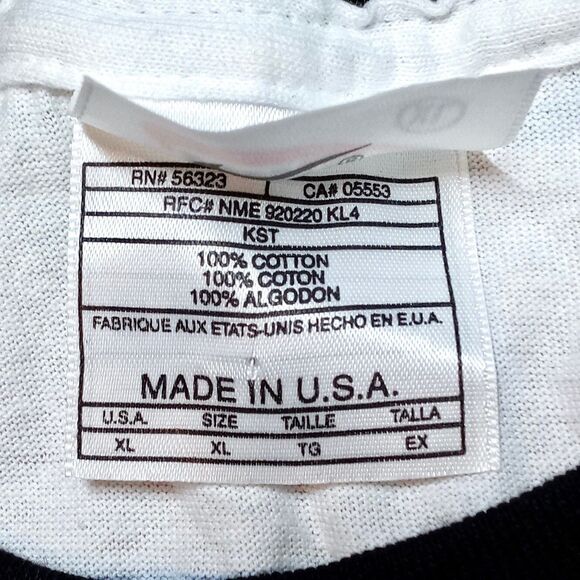 RN# 56323 CA# 05553
RFC# NME 920220 KL4
KST
100% COTTON
100% COTON
100% ALGODON
FABRIQUE AUX ETATS-UNIS HECHO EN E.U.A.
MADE IN U.S.A.
U.S.A. SIZE TAILLE TALLA
XL XL TG EX